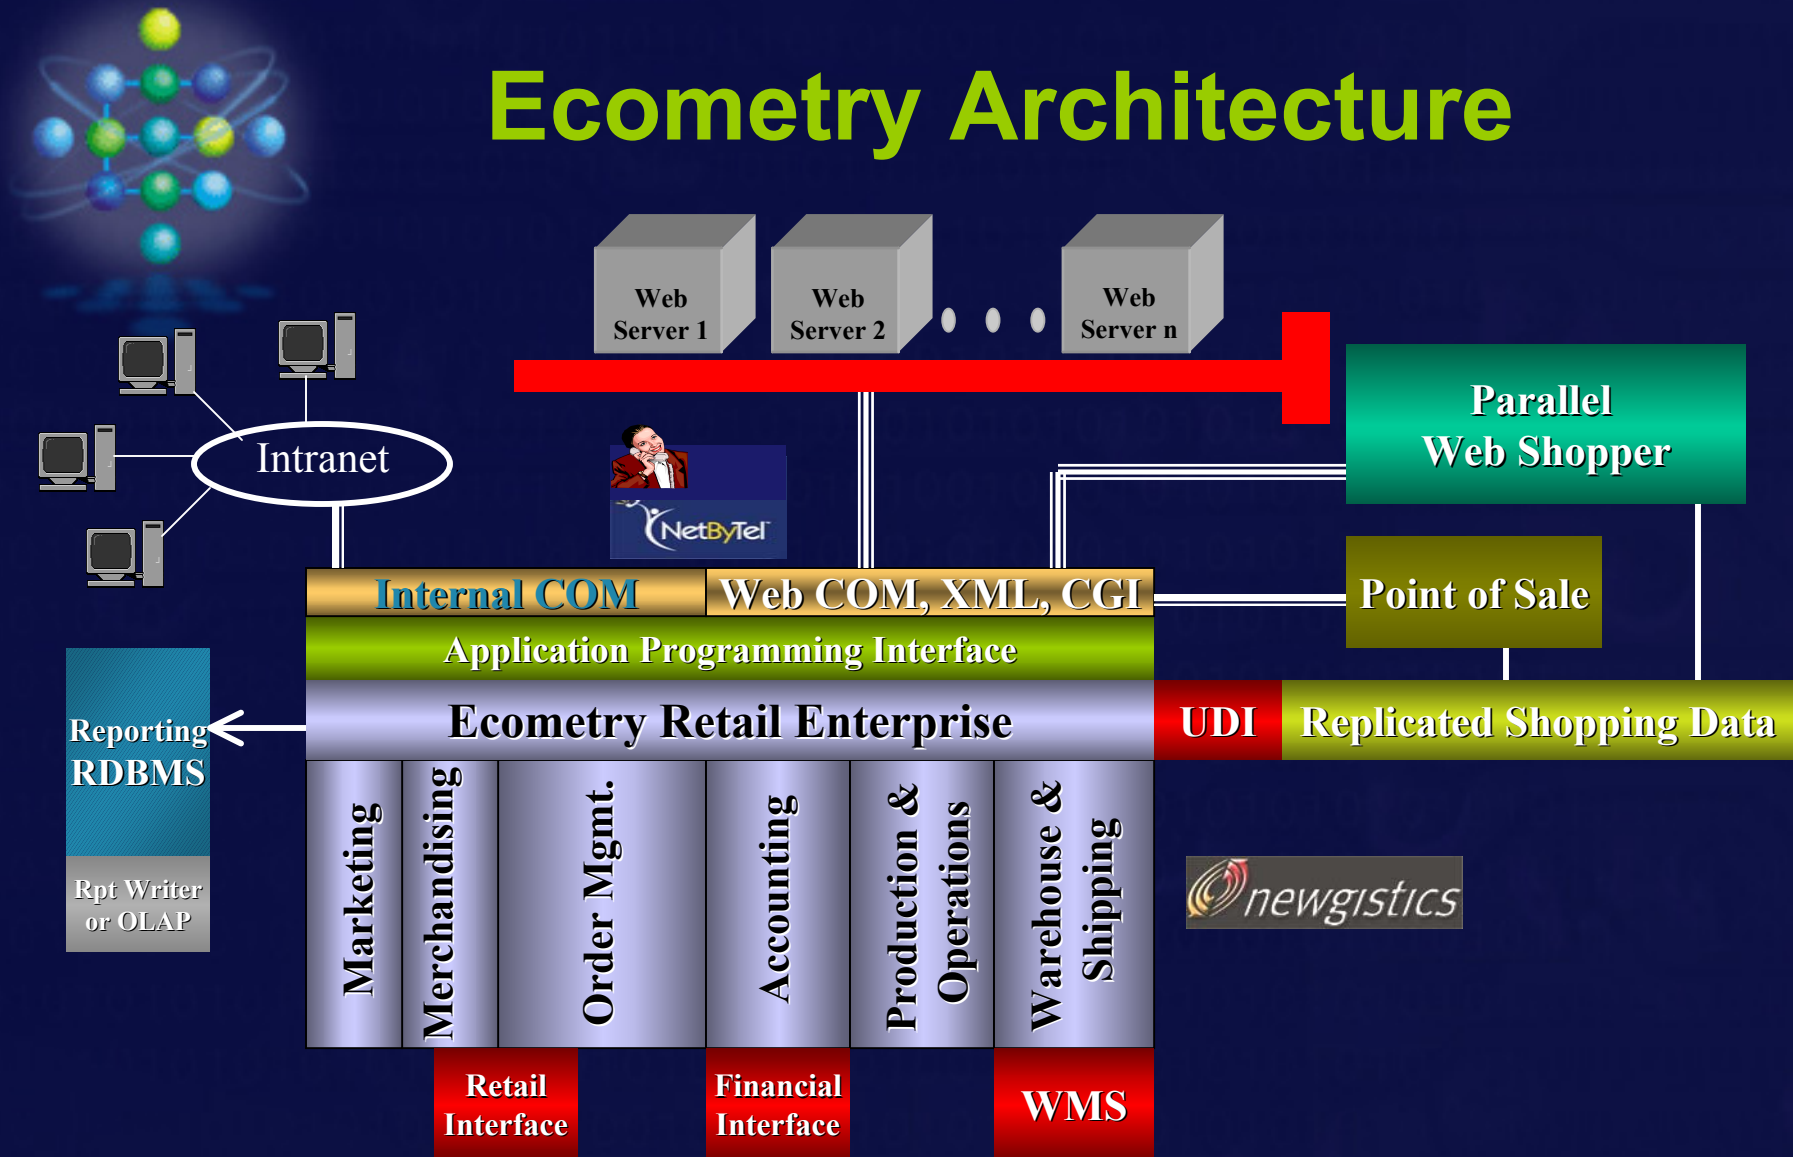 Ecometry Architecture
Web
Server 1
Web
Server 2
Web
Server n
Parallel
Web Shopper
Intranet
NetByTel
Internal COM
Web COM, XML, CGI
Point of Sale
Application Programming Interface
Ecometry Retail Enterprise
UDI
Replicated Shopping Data
Reporting
RDBMS
Rpt Writer
or OLAP
Marketing
Merchandising
Order Mgmt.
Accounting
Production &
Operations
Warehouse &
Shipping
newgistics
Retail
Interface
Financial
Interface
WMS